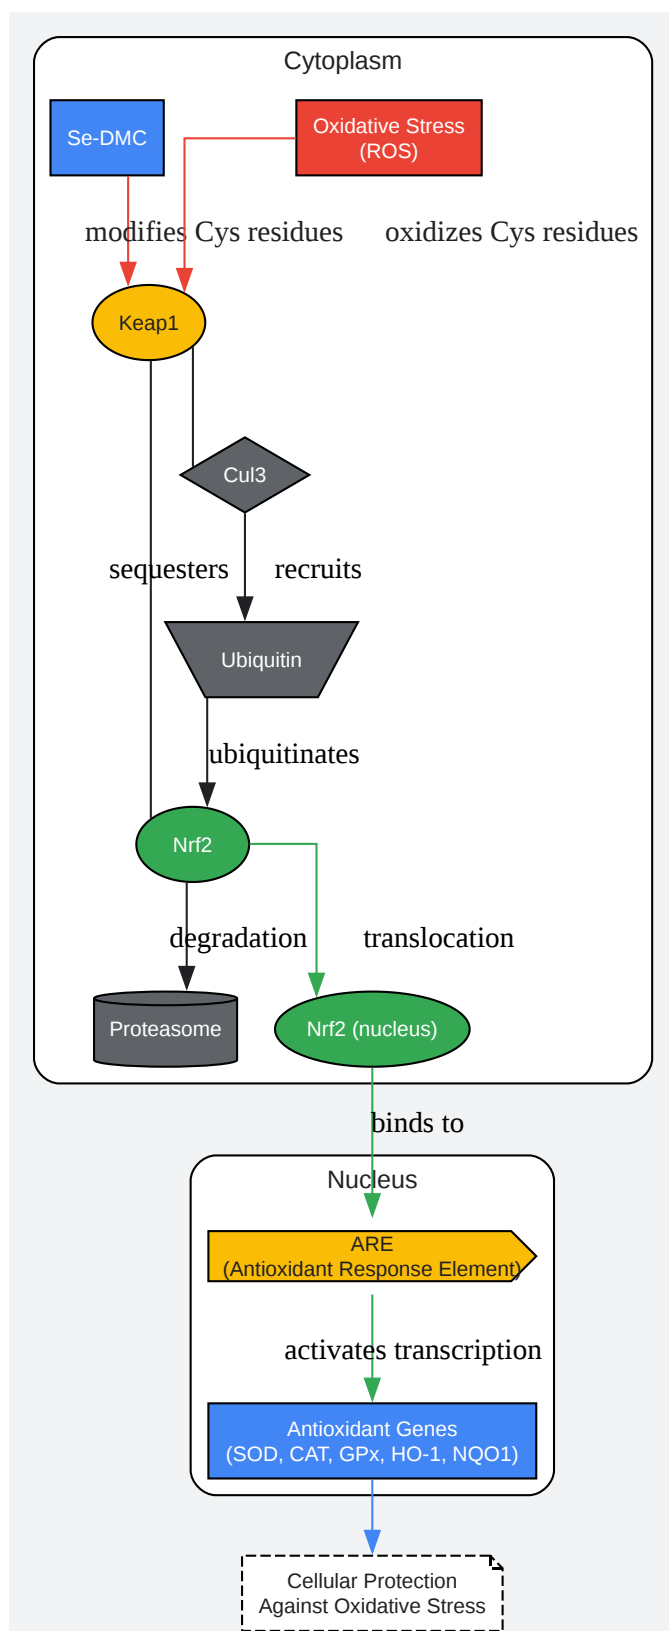 Cytoplasm
Se-DMC
Oxidative Stress
(ROS)
modifies Cys residues
oxidizes Cys residues
Keap1
Cul3
sequesters
recruits
Ubiquitin
ubiquitinates
Nrf2
degradation
translocation
Proteasome
Nrf2 (nucleus)
binds to
Nucleus
ARE
(Antioxidant Response Element)
activates transcription
Antioxidant Genes
(SOD, CAT, GPx, HO-1, NQO1)
Cellular Protection
Against Oxidative Stress